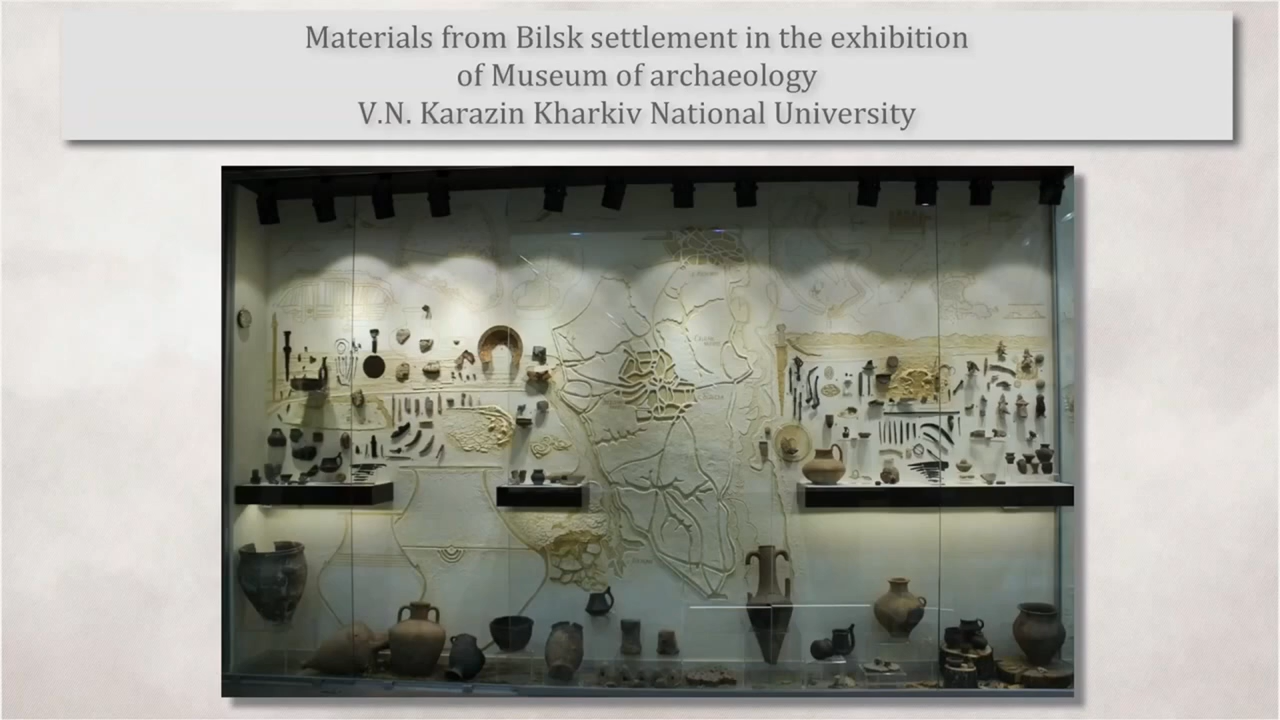 Materials from Bilsk settlement in the exhibition
of Museum of archaeology
V.N. Karazin Kharkiv National University